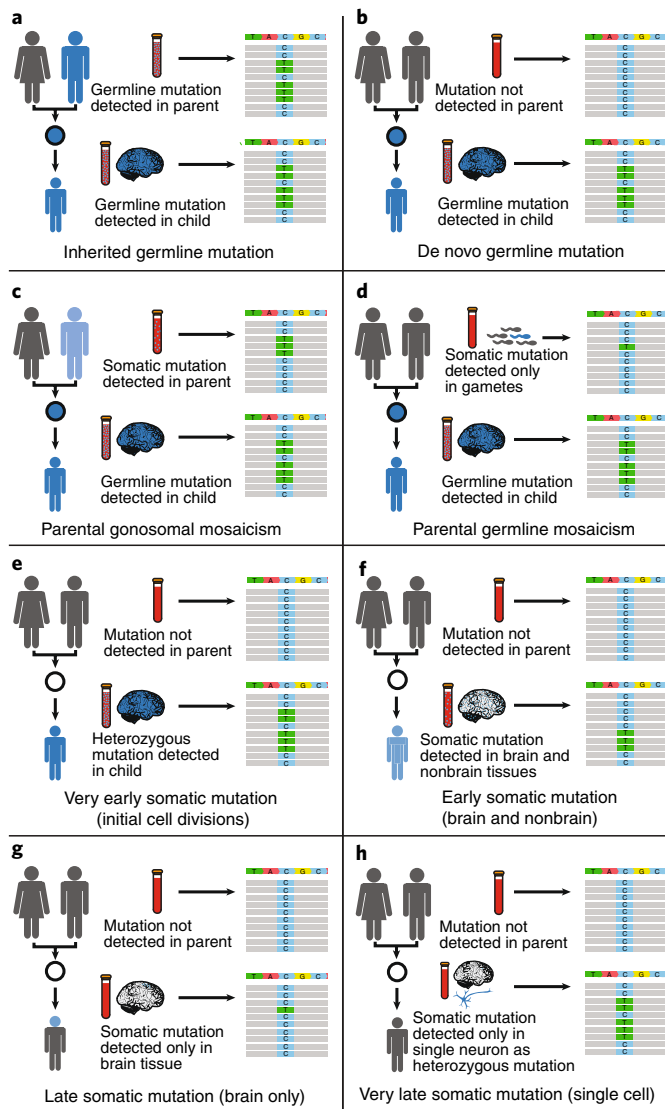 a
T A C G C
C
C
T
T
C
T
T
T
C
C
Germline mutation
detected in parent
T A C G C
C
C
T
T
C
T
T
T
C
C
Germline mutation
detected in child
Inherited germline mutation
b
T A C G C
C
C
C
C
C
C
C
C
C
C
Mutation not
detected in parent
T A C G C
C
C
T
T
C
T
T
T
C
C
Germline mutation
detected in child
De novo germline mutation
c
T A C G C
C
C
T
T
T
C
C
C
C
C
Somatic mutation
detected in parent
T A C G C
C
C
T
T
C
T
T
T
C
C
Germline mutation
detected in child
Parental gonosomal mosaicism
d
T A C G C
C
C
C
T
C
C
C
C
C
C
Somatic mutation
detected only
in gametes
T A C G C
C
C
T
T
C
T
T
T
C
C
Germline mutation
detected in child
Parental germline mosaicism
e
T A C G C
C
C
C
C
C
C
C
C
C
C
Mutation not
detected in parent
T A C G C
C
C
T
T
C
T
T
T
C
C
Heterozygous
mutation detected
in child
Very early somatic mutation
(initial cell divisions)
f
T A C G C
C
C
C
C
C
C
C
C
C
C
Mutation not
detected in parent
T A C G C
C
C
C
C
C
T
T
T
C
C
Somatic mutation
detected in brain and
nonbrain tissues
Early somatic mutation
(brain and nonbrain)
g
T A C G C
C
C
C
C
C
C
C
C
C
C
Mutation not
detected in parent
T A C G C
C
C
C
T
C
C
C
C
C
C
Somatic mutation
detected only in
brain tissue
Late somatic mutation (brain only)
h
T A C G C
C
C
C
C
C
C
C
C
C
C
Mutation not
detected in parent
T A C G C
C
C
T
T
C
T
T
T
C
C
Somatic mutation
detected only in
single neuron as
heterozygous mutation
Very late somatic mutation (single cell)